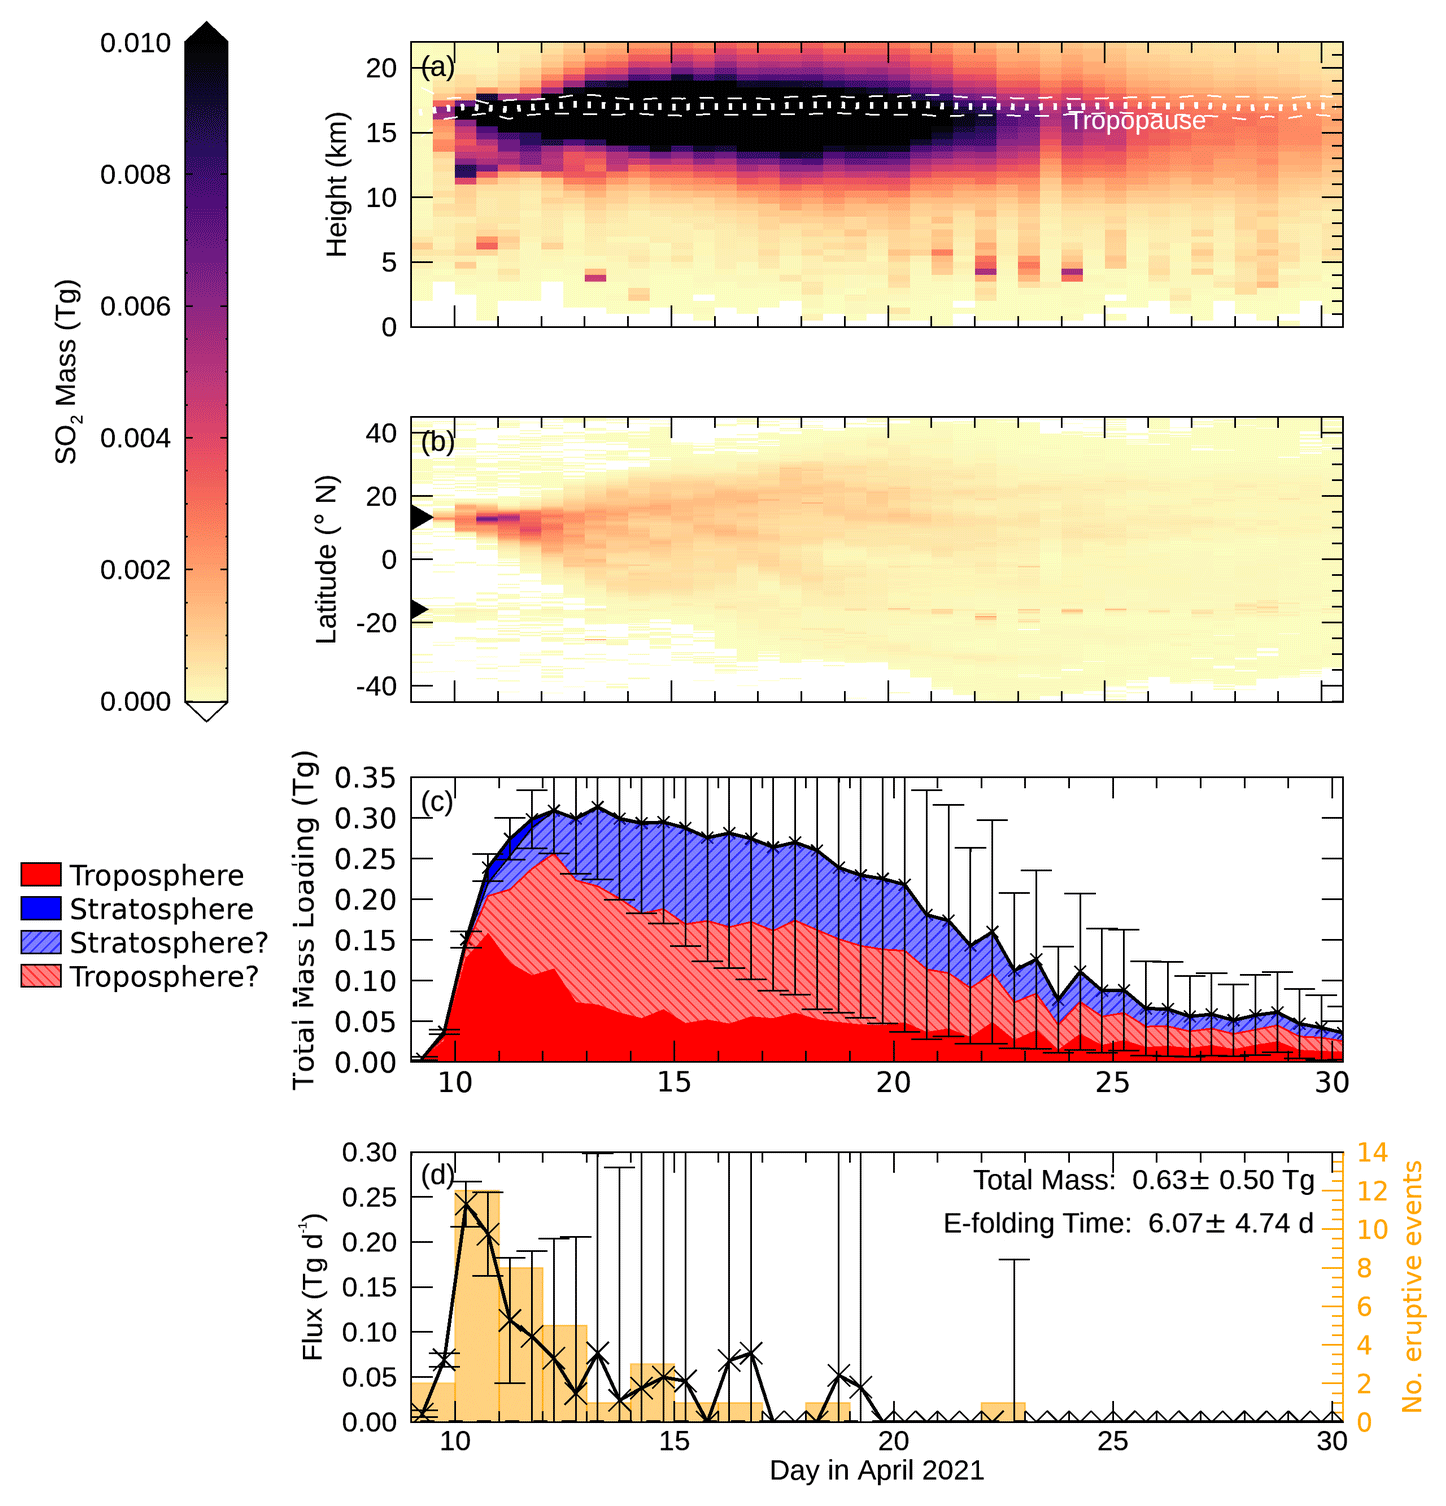 0.010
0.008
0.006
0.004
0.002
0.000
SO2 Mass (Tg)
(a)
20
15
10
5
0
Height (km)
Tropopause
(b)
40
20
0
-20
-40
Latitude (° N)
(c)
0.35
0.30
0.25
0.20
0.15
0.10
0.05
0.00
Total Mass Loading (Tg)
Troposphere
Stratosphere
Stratosphere?
Troposphere?
10 15 20 25 30
(d)
0.30
0.25
0.20
0.15
0.10
0.05
0.00
Flux (Tg d-1)
Total Mass: 0.63± 0.50 Tg
E-folding Time: 6.07± 4.74 d
14
12
10
8
6
4
2
0
No. eruptive events
10 15 20 25 30
Day in April 2021